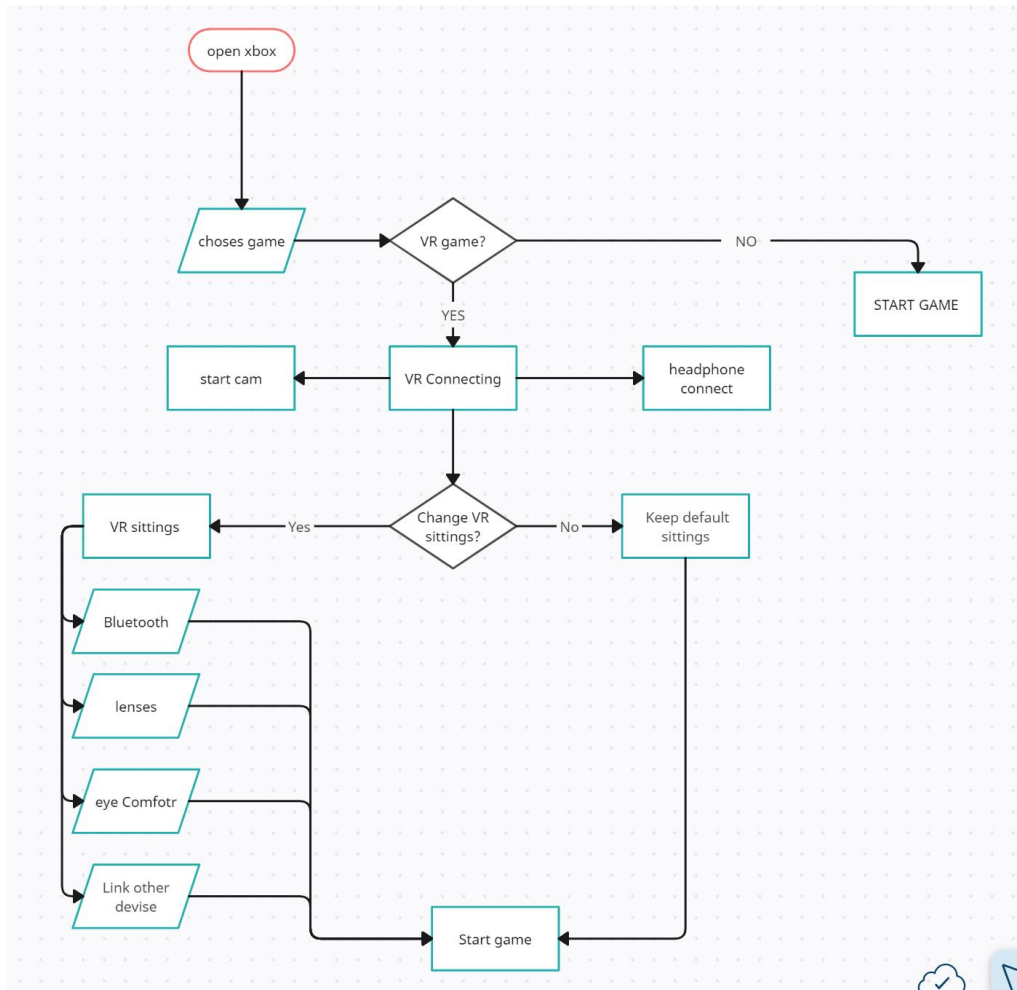 open xbox
choses game
VR game?
NO
START GAME
YES
start cam
VR Connecting
headphone
connect
VR sittings
Yes
Change VR
sittings?
No
Keep default
sittings
Bluetooth
lenses
eye Comfotr
Link other
devise
Start game